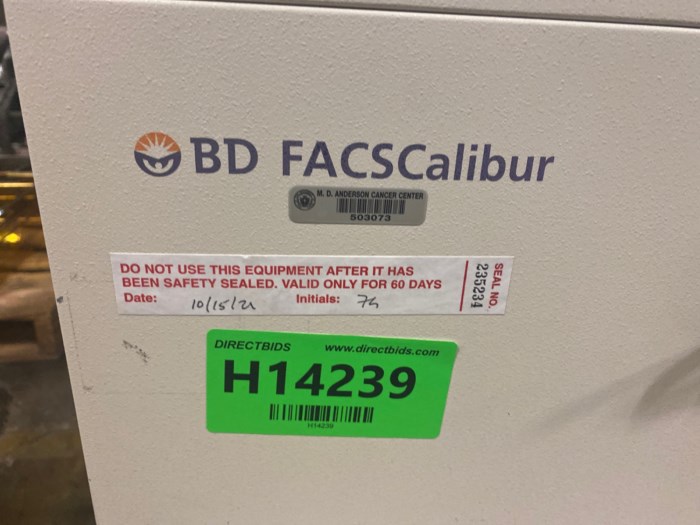 BD FACSCalibur
M. D. ANDERSON CANCER CENTER
503073
DO NOT USE THIS EQUIPMENT AFTER IT HAS
BEEN SAFETY SEALED. VALID ONLY FOR 60 DAYS
Date: 10/15/21 Initials:
SEAL NO.
235234
DIRECTBIDS www.directbids.com
H14239
H14239